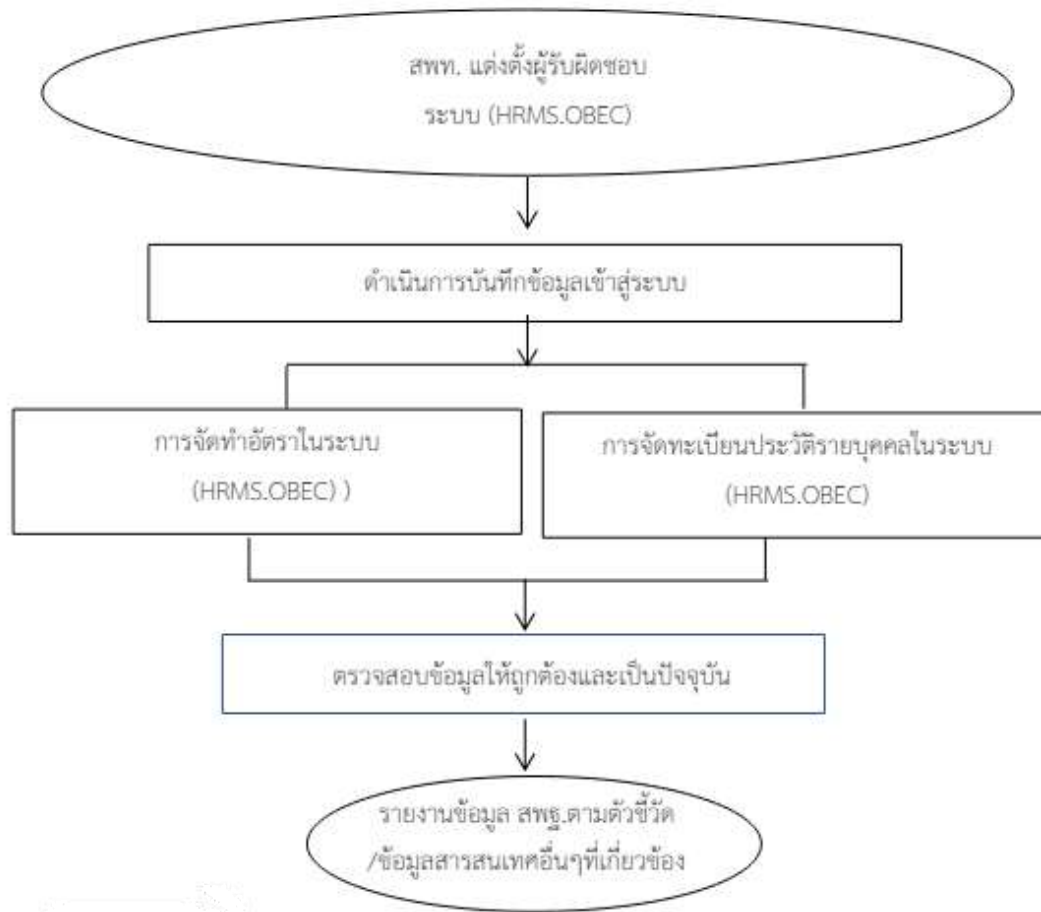 สพท. แต่งตั้งผู้รับผิดชอบ
ระบบ (HRMS.OBEC)
ดำเนินการบันทึกข้อมูลเข้าสู่ระบบ
การจัดทำอัตราในระบบ
(HRMS.OBEC) )
การจัดทะเบียนประวัติรายบุคคลในระบบ
(HRMS.OBEC)
ตรวจสอบข้อมูลให้ถูกต้องและเป็นปัจจุบัน
รายงานข้อมูล สพฐ.ตามตัวชี้วัด
/ข้อมูลสารสนเทศอื่นๆที่เกี่ยวข้อง